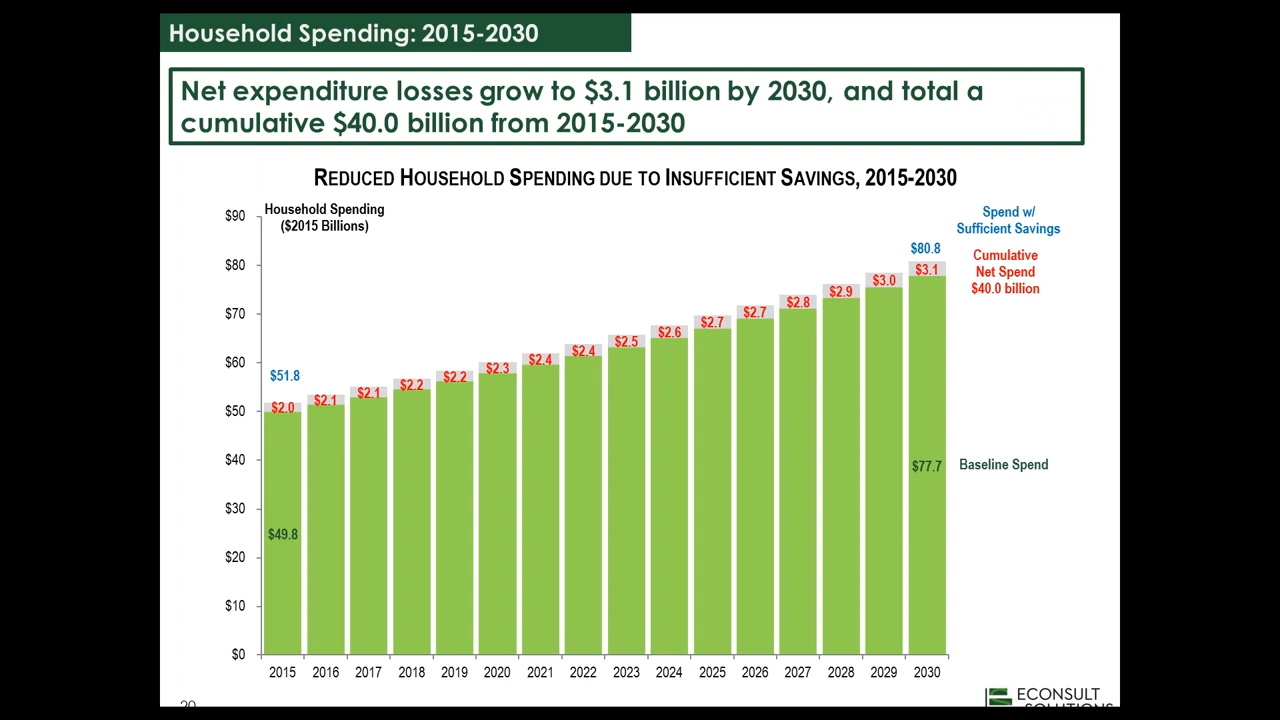 Household Spending: 2015-2030
Net expenditure losses grow to $3.1 billion by 2030, and total a
cumulative $40.0 billion from 2015-2030
REDUCED HOUSEHOLD SPENDING DUE TO INSUFFICIENT SAVINGS, 2015-2030
Household Spending
($2015 Billions)
$90
$80
$70
$60
$50
$40
$30
$20
$10
$0
$51.8
$2.0
$2.1
$2.1
$2.2
$2.2
$2.3
$2.4
$2.4
$2.5
$2.6
$2.7
$2.7
$2.8
$2.9
$3.0
$3.1
$80.8
$49.8
$77.7
Spend w/
Sufficient Savings
Cumulative
Net Spend
$40.0 billion
Baseline Spend
2015 2016 2017 2018 2019 2020 2021 2022 2023 2024 2025 2026 2027 2028 2029 2030
ECONSULT
SOLUTIONS